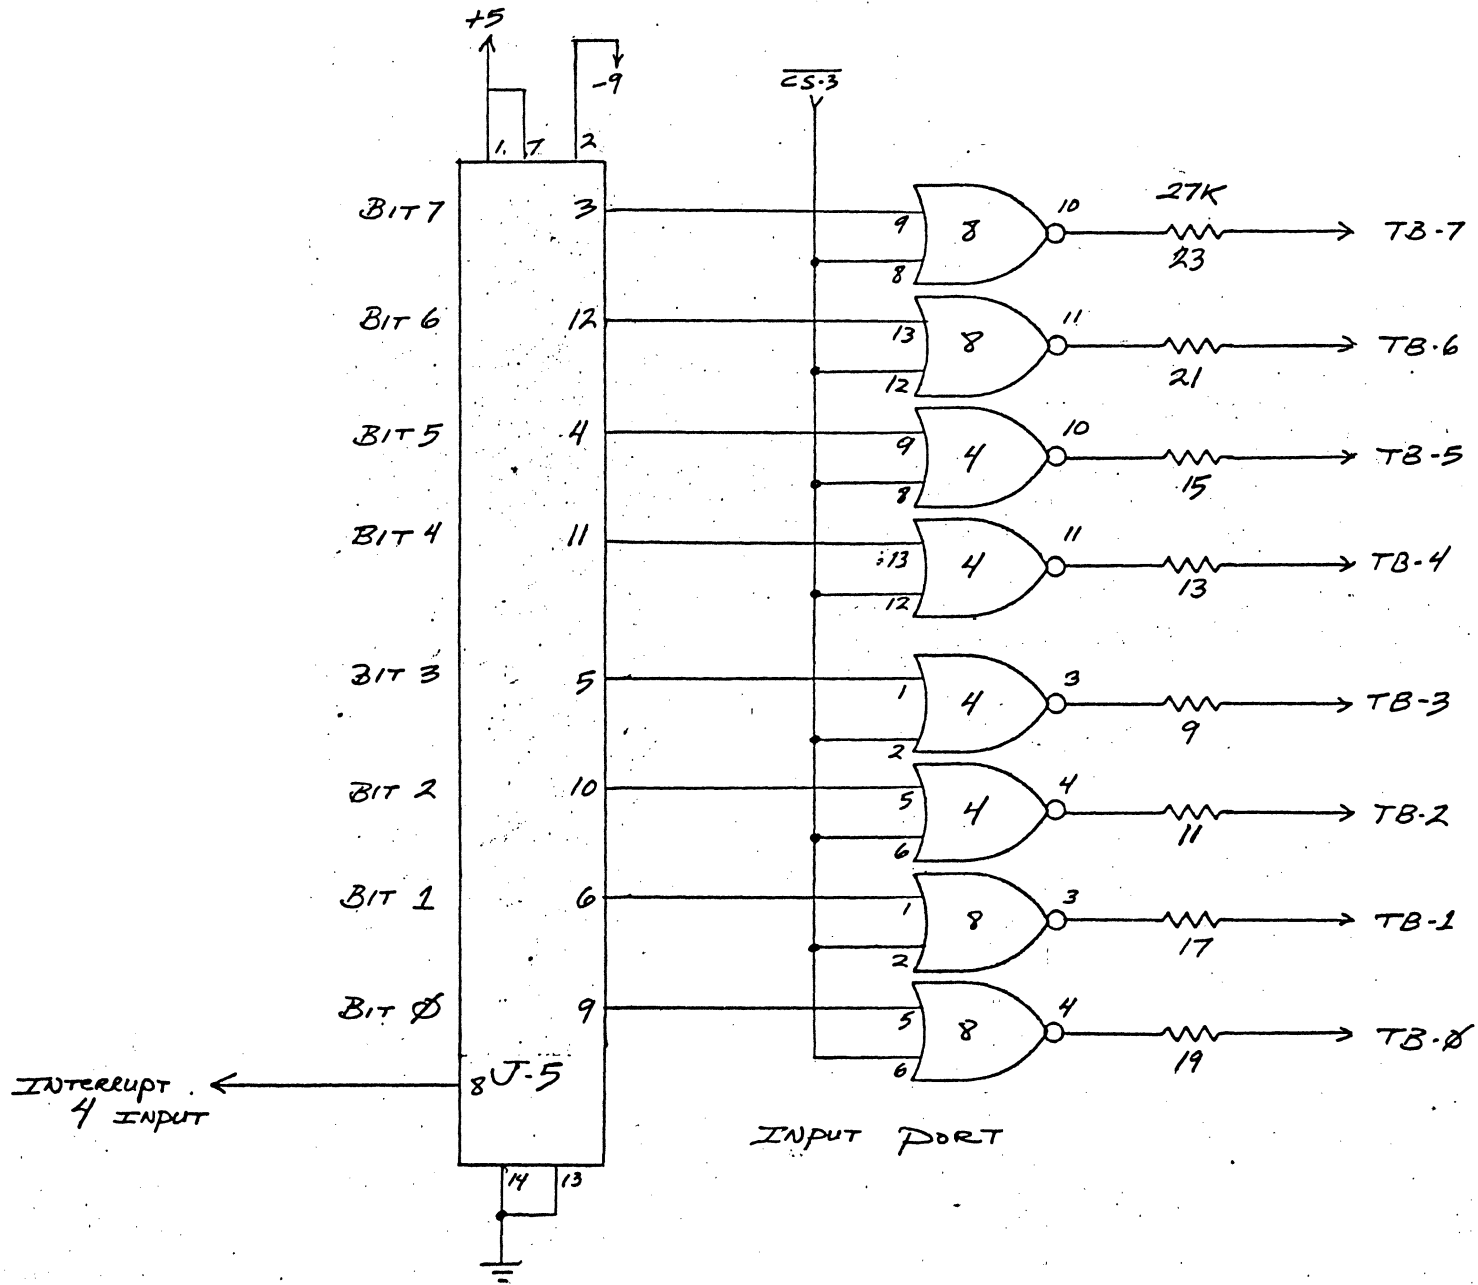 +5
-9
CS·3
1 7 2
BIT 7 3 9 8 8 10 27K 23 TB-7
BIT 6 12 13 8 12 11 21 TB-6
BIT 5 4 9 4 8 10 15 TB-5
BIT 4 11 13 4 12 11 13 TB-4
BIT 3 5 1 4 2 3 9 TB-3
BIT 2 10 5 4 6 4 11 TB-2
BIT 1 6 1 8 2 3 17 TB-1
BIT Ø 9 5 8 6 4 19 TB-Ø
INTERRUPT
4 INPUT
8 J-5
INPUT PORT
14 13